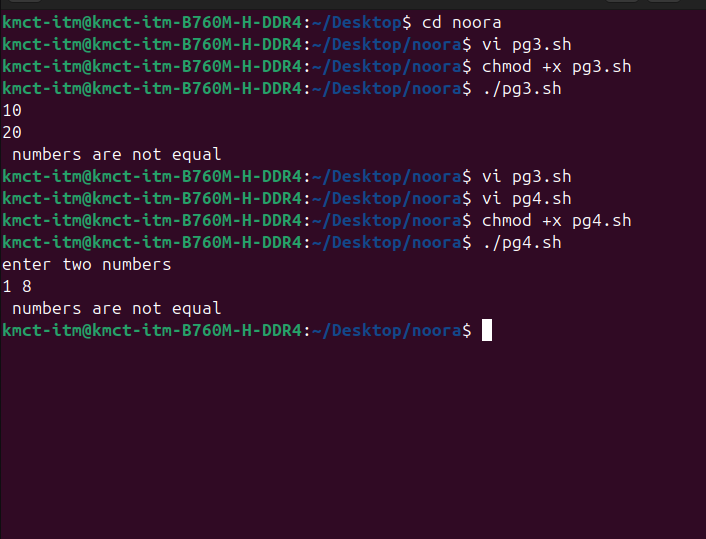 kmct-itm@kmct-itm-B760M-H-DDR4:~/Desktop$ cd noora
kmct-itm@kmct-itm-B760M-H-DDR4:~/Desktop/noora$ vi pg3.sh
kmct-itm@kmct-itm-B760M-H-DDR4:~/Desktop/noora$ chmod +x pg3.sh
kmct-itm@kmct-itm-B760M-H-DDR4:~/Desktop/noora$ ./pg3.sh
10
20
 numbers are not equal
kmct-itm@kmct-itm-B760M-H-DDR4:~/Desktop/noora$ vi pg3.sh
kmct-itm@kmct-itm-B760M-H-DDR4:~/Desktop/noora$ vi pg4.sh
kmct-itm@kmct-itm-B760M-H-DDR4:~/Desktop/noora$ chmod +x pg4.sh
kmct-itm@kmct-itm-B760M-H-DDR4:~/Desktop/noora$ ./pg4.sh
enter two numbers
1 8
 numbers are not equal
kmct-itm@kmct-itm-B760M-H-DDR4:~/Desktop/noora$